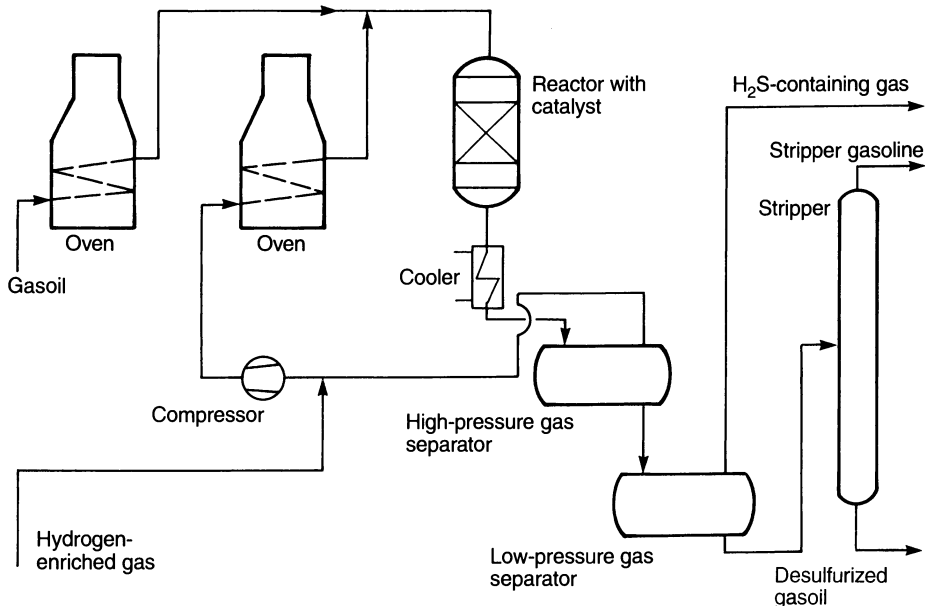 Reactor with
catalyst
H₂S-containing gas
Stripper gasoline
Stripper
Oven
Oven
Cooler
Gasoil
Compressor
High-pressure gas
separator
Hydrogen-
enriched gas
Low-pressure gas
separator
Desulfurized
gasoil